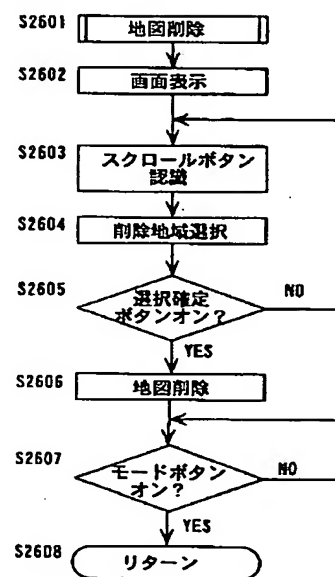 S2601
地図削除
S2602
画面表示
S2603
スクロールボタン
認識
S2604
削除地域選択
S2605
選択確定
ボタンオン?
NO
YES
S2606
地図削除
S2607
モードボタン
オン?
NO
YES
S2608
リターン